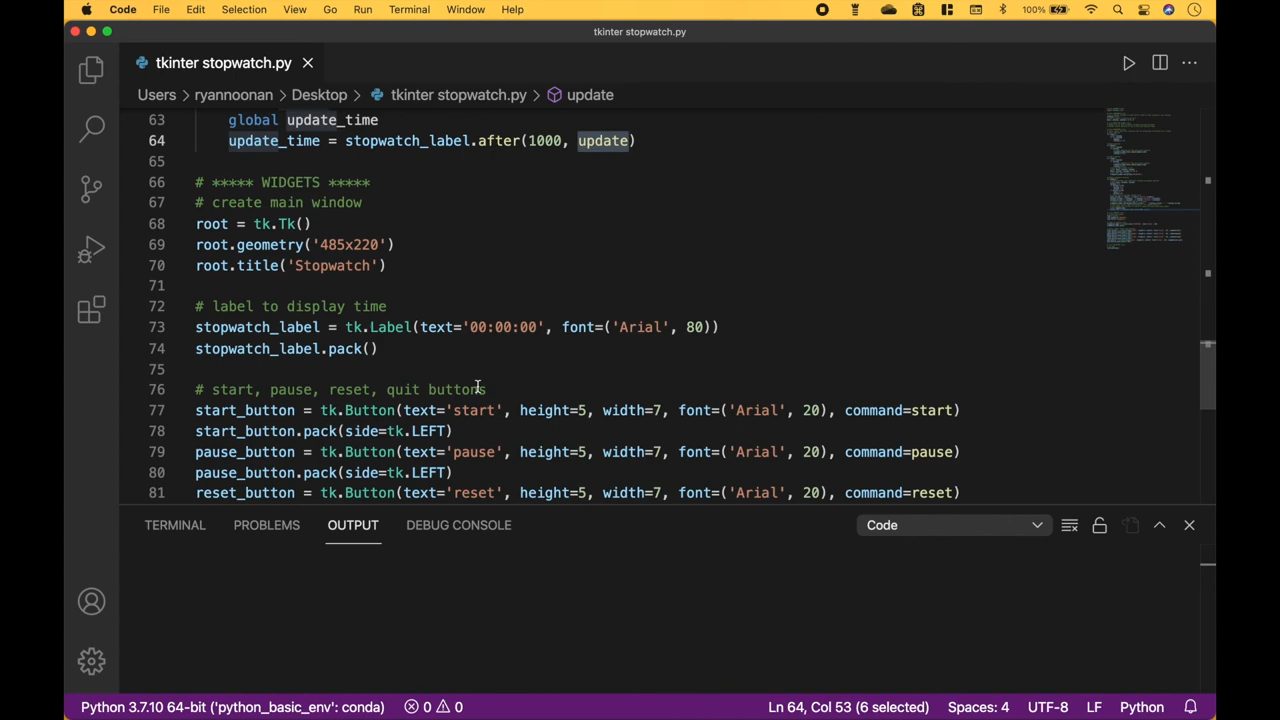 Code File Edit Selection View Go Run Terminal Window Help 100%
tkinter stopwatch.py
tkinter stopwatch.py
Users > ryannoonan > Desktop > tkinter stopwatch.py > update
63 global update_time
64 update_time = stopwatch_label.after(1000, update)
65
66 # ***** WIDGETS *****
67 # create main window
68 root = tk.Tk()
69 root.geometry('485x220')
70 root.title('Stopwatch')
71
72 # label to display time
73 stopwatch_label = tk.Label(text='00:00:00', font=('Arial', 80))
74 stopwatch_label.pack()
75
76 # start, pause, reset, quit buttons
77 start_button = tk.Button(text='start', height=5, width=7, font=('Arial', 20), command=start)
78 start_button.pack(side=tk.LEFT)
79 pause_button = tk.Button(text='pause', height=5, width=7, font=('Arial', 20), command=pause)
80 pause_button.pack(side=tk.LEFT)
81 reset_button = tk.Button(text='reset', height=5, width=7, font=('Arial', 20), command=reset)
TERMINAL PROBLEMS OUTPUT DEBUG CONSOLE Code
Python 3.7.10 64-bit ('python_basic_env': conda) 0 0 Ln 64, Col 53 (6 selected) Spaces: 4 UTF-8 LF Python